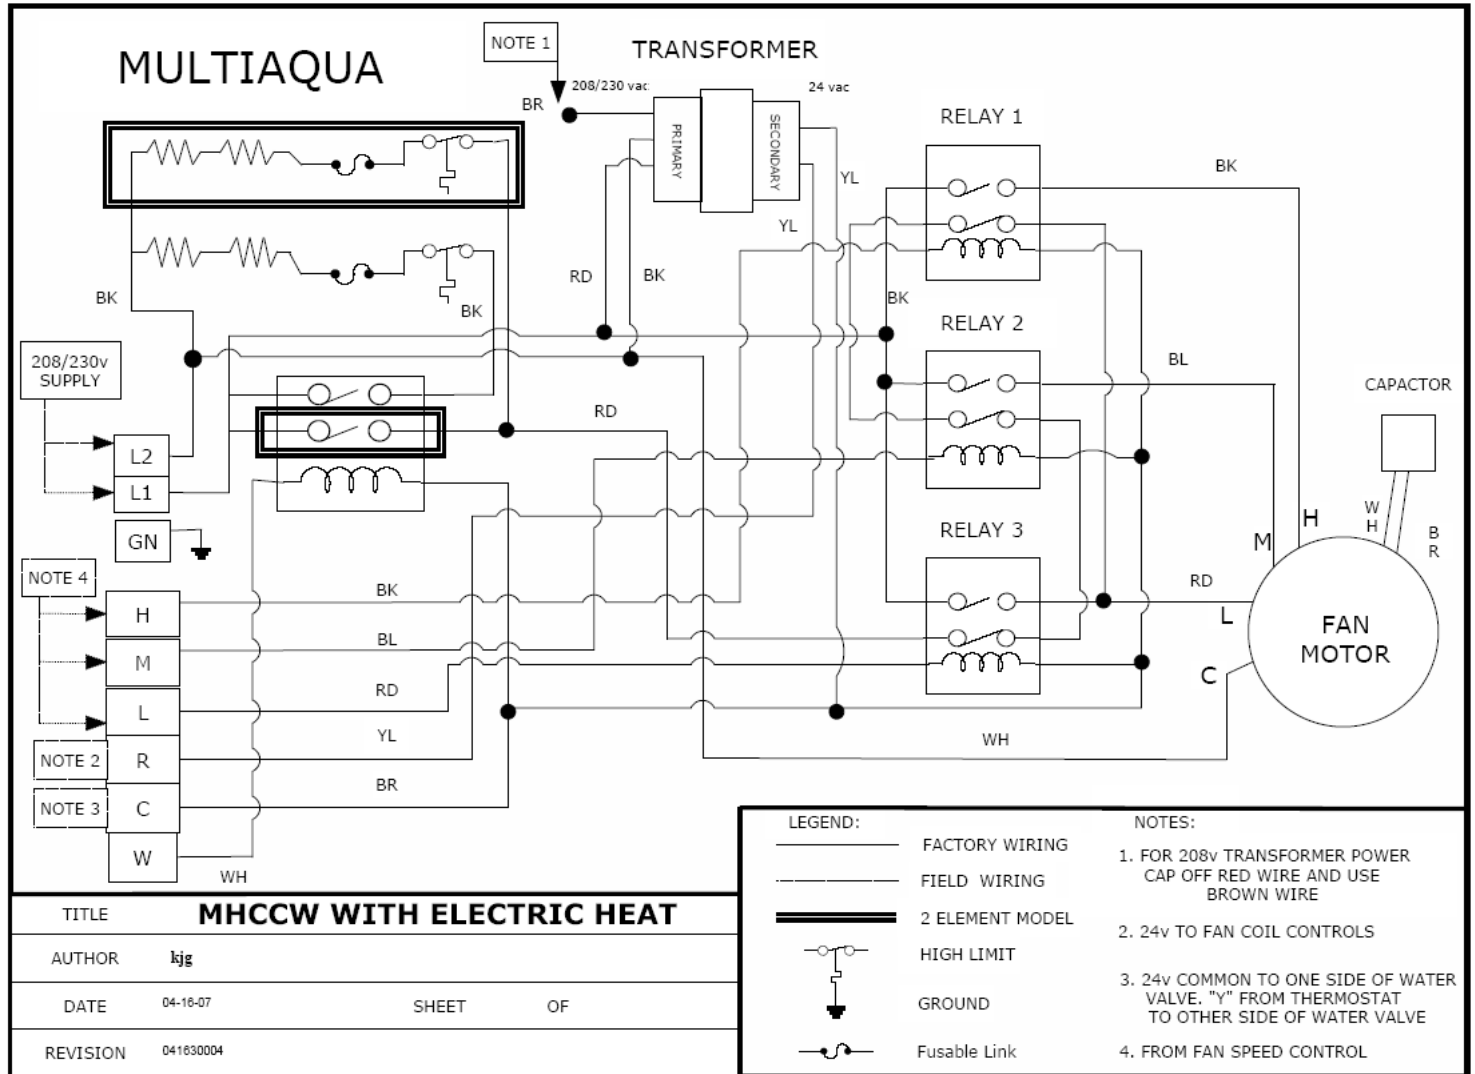 MULTIAQUA
NOTE 1
TRANSFORMER
BR
208/230 vac
24 vac
PRIMARY
SECONDARY
YL
YL
RD
BK
BK
BK
RELAY 1
BK
BK
RELAY 2
BL
CAPACTOR
208/230v
SUPPLY
L2
L1
GN
RD
WH
BR
RELAY 3
M
H
RD
L
C
FAN
MOTOR
NOTE 4
H
BK
M
BL
L
RD
NOTE 2
R
YL
NOTE 3
C
BR
W
WH
WH
LEGEND:
FACTORY WIRING
FIELD WIRING
2 ELEMENT MODEL
HIGH LIMIT
GROUND
Fusable Link
NOTES:
1. FOR 208v TRANSFORMER POWER
CAP OFF RED WIRE AND USE
BROWN WIRE
2. 24v TO FAN COIL CONTROLS
3. 24v COMMON TO ONE SIDE OF WATER
VALVE. "Y" FROM THERMOSTAT
TO OTHER SIDE OF WATER VALVE
4. FROM FAN SPEED CONTROL
TITLE MHCCW WITH ELECTRIC HEAT
AUTHOR kjg
DATE 04-16-07 SHEET OF
REVISION 041630004